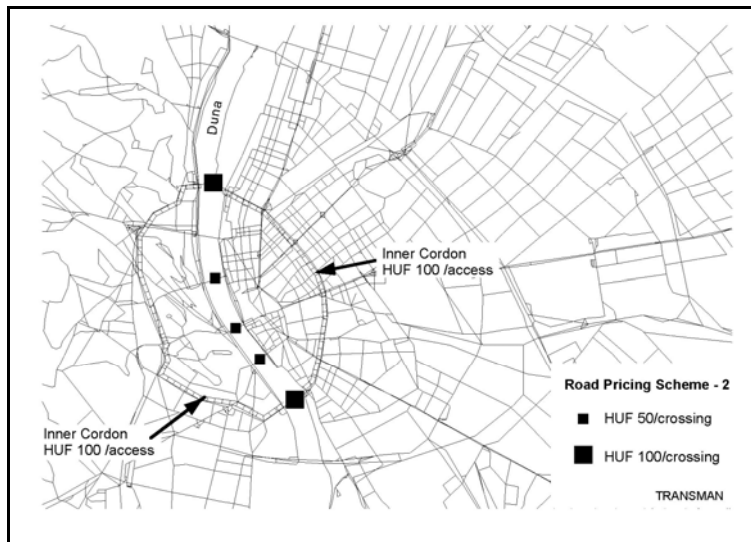 Duna
Inner Cordon
HUF 100 /access
Inner Cordon
HUF 100 /access
Road Pricing Scheme - 2
HUF 50/crossing
HUF 100/crossing
TRANSMAN